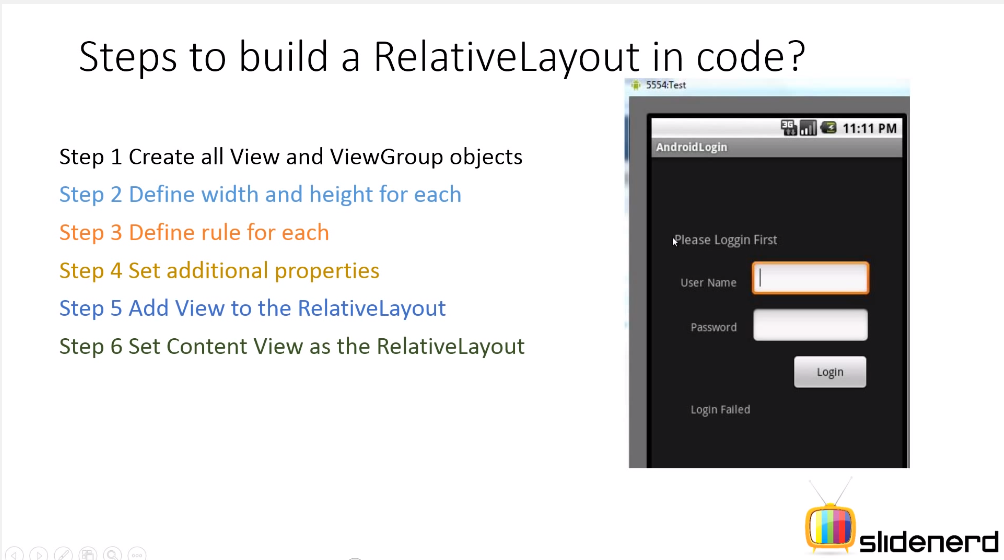 Steps to build a RelativeLayout in code?
Step 1 Create all View and ViewGroup objects
Step 2 Define width and height for each
Step 3 Define rule for each
Step 4 Set additional properties
Step 5 Add View to the RelativeLayout
Step 6 Set Content View as the RelativeLayout
5554:Test
3G 11:11 PM
AndroidLogin
Please Loggin First
User Name
Password
Login
Login Failed
slidenerd